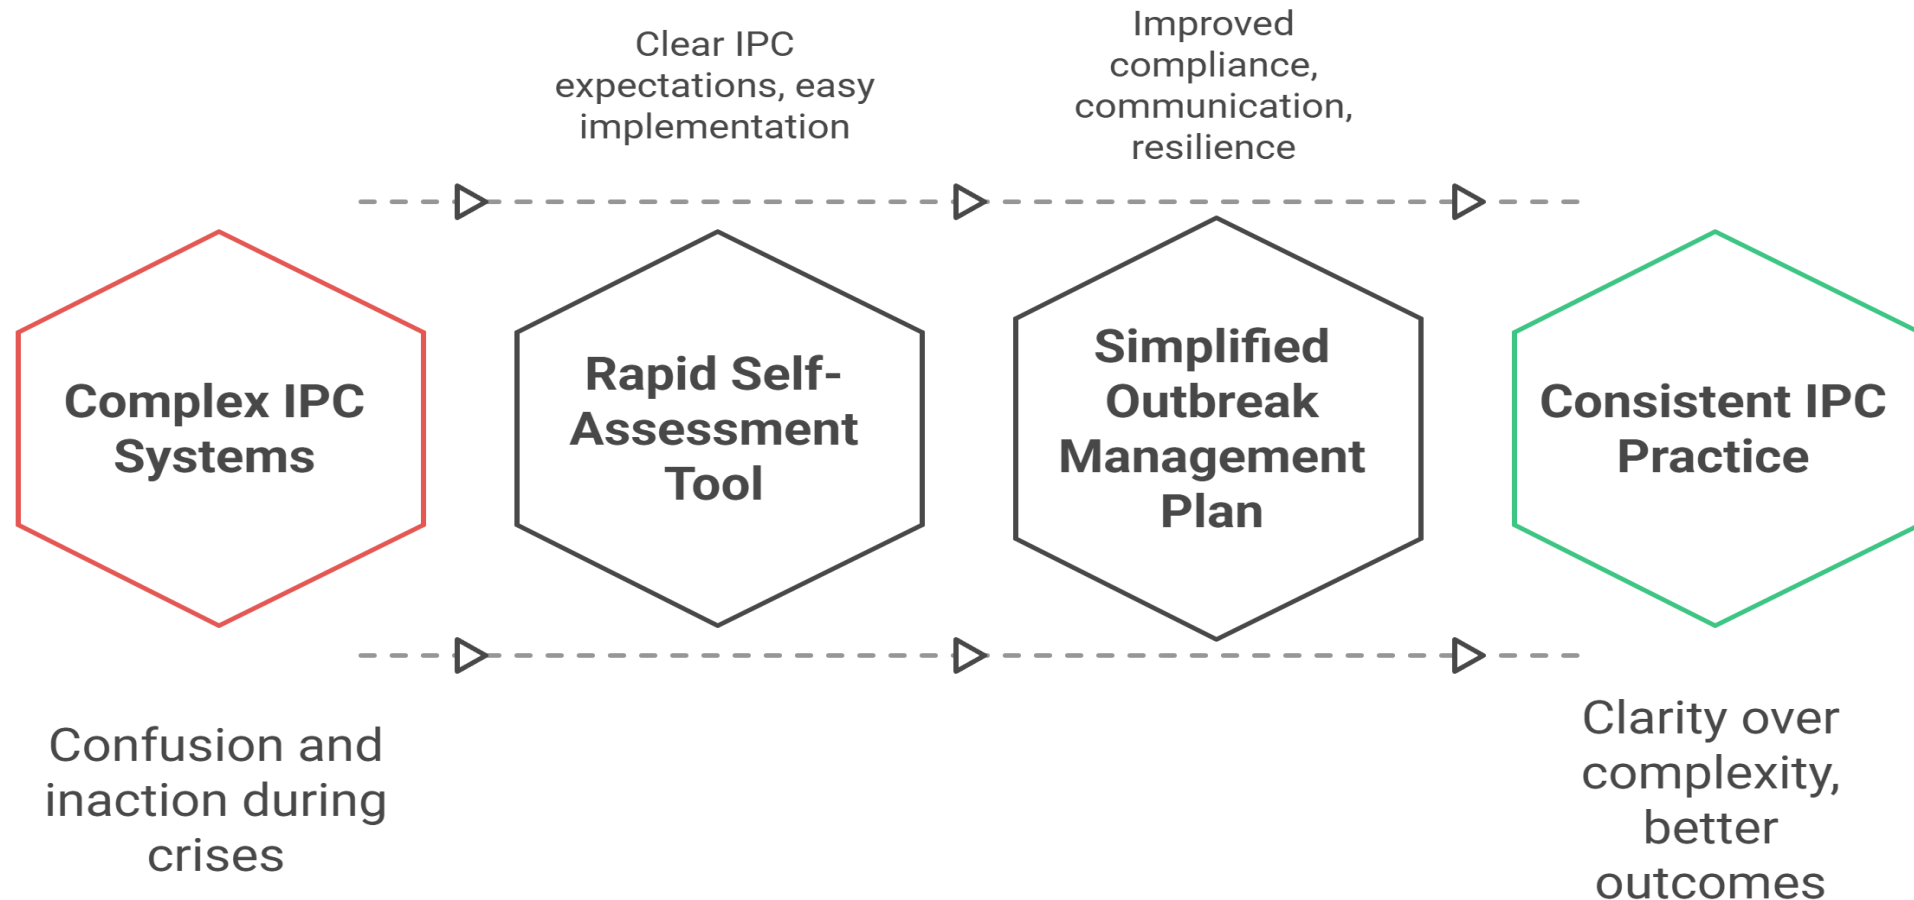 Clear IPC
expectations, easy
implementation
Improved
compliance,
communication,
resilience
Complex IPC
Systems
Rapid Self-
Assessment
Tool
Simplified
Outbreak
Management
Plan
Consistent IPC
Practice
Confusion and
inaction during
crises
Clarity over
complexity,
better
outcomes